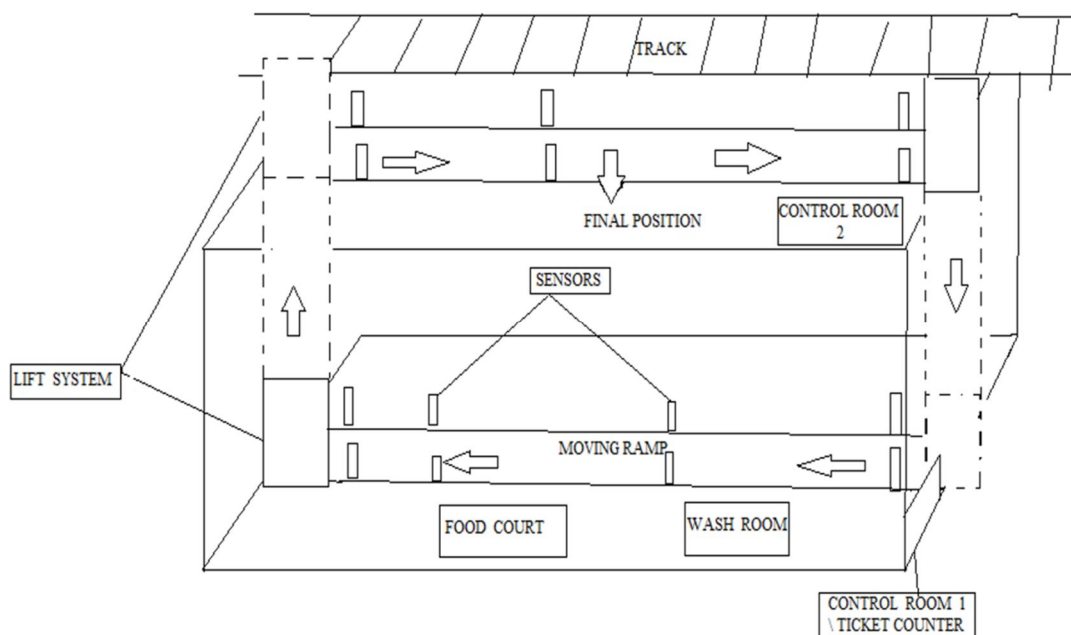 TRACK
FINAL POSITION
CONTROL ROOM
2
SENSORS
LIFT SYSTEM
MOVING RAMP
FOOD COURT
WASH ROOM
CONTROL ROOM 1
\ TICKET COUNTER